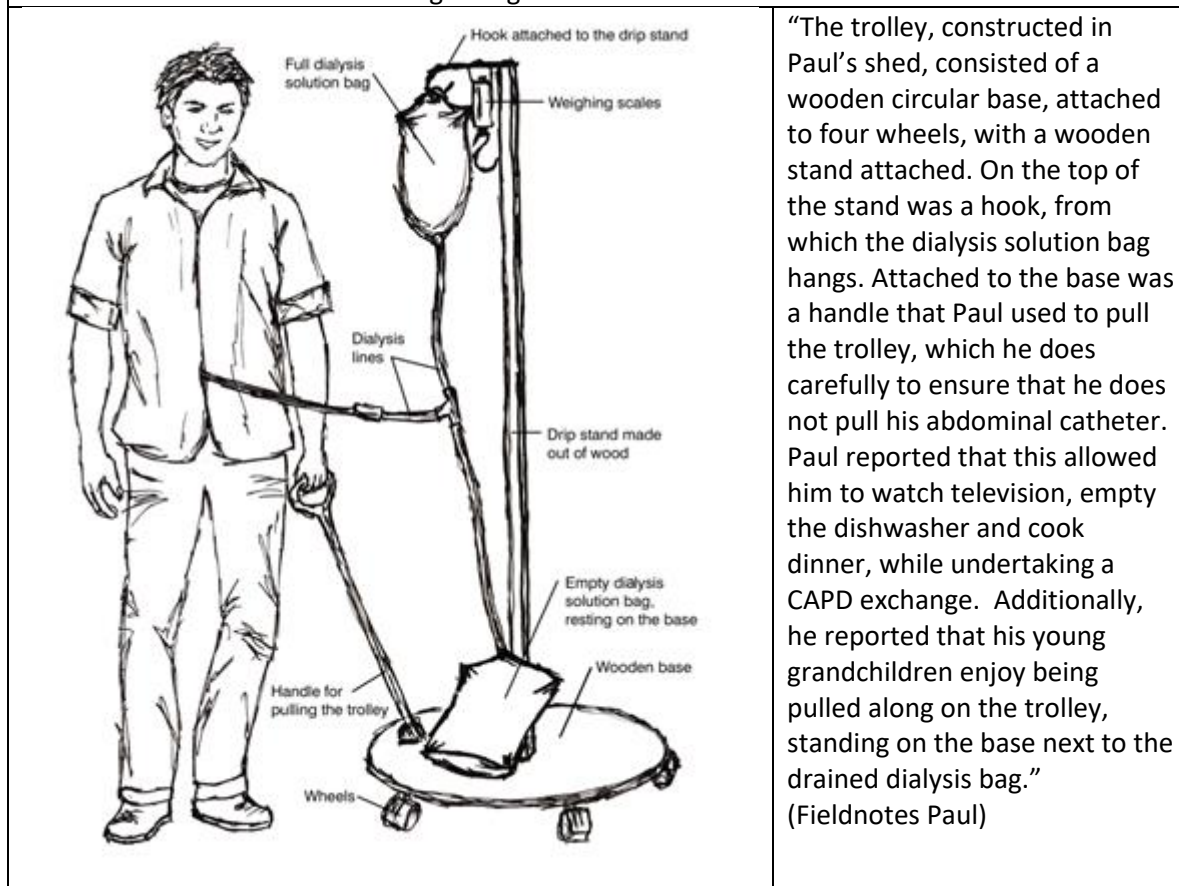 Hook attached to the drip stand
Full dialysis
solution bag
Weighing scales
Dialysis
lines
Drip stand made
out of wood
Empty dialysis
solution bag,
resting on the base
Wooden base
Handle for
pulling the trolley
Wheels
“The trolley, constructed in
Paul’s shed, consisted of a
wooden circular base, attached
to four wheels, with a wooden
stand attached. On the top of
the stand was a hook, from
which the dialysis solution bag
hangs. Attached to the base was
a handle that Paul used to pull
the trolley, which he does
carefully to ensure that he does
not pull his abdominal catheter.
Paul reported that this allowed
him to watch television, empty
the dishwasher and cook
dinner, while undertaking a
CAPD exchange.  Additionally,
he reported that his young
grandchildren enjoy being
pulled along on the trolley,
standing on the base next to the
drained dialysis bag.”
(Fieldnotes Paul)